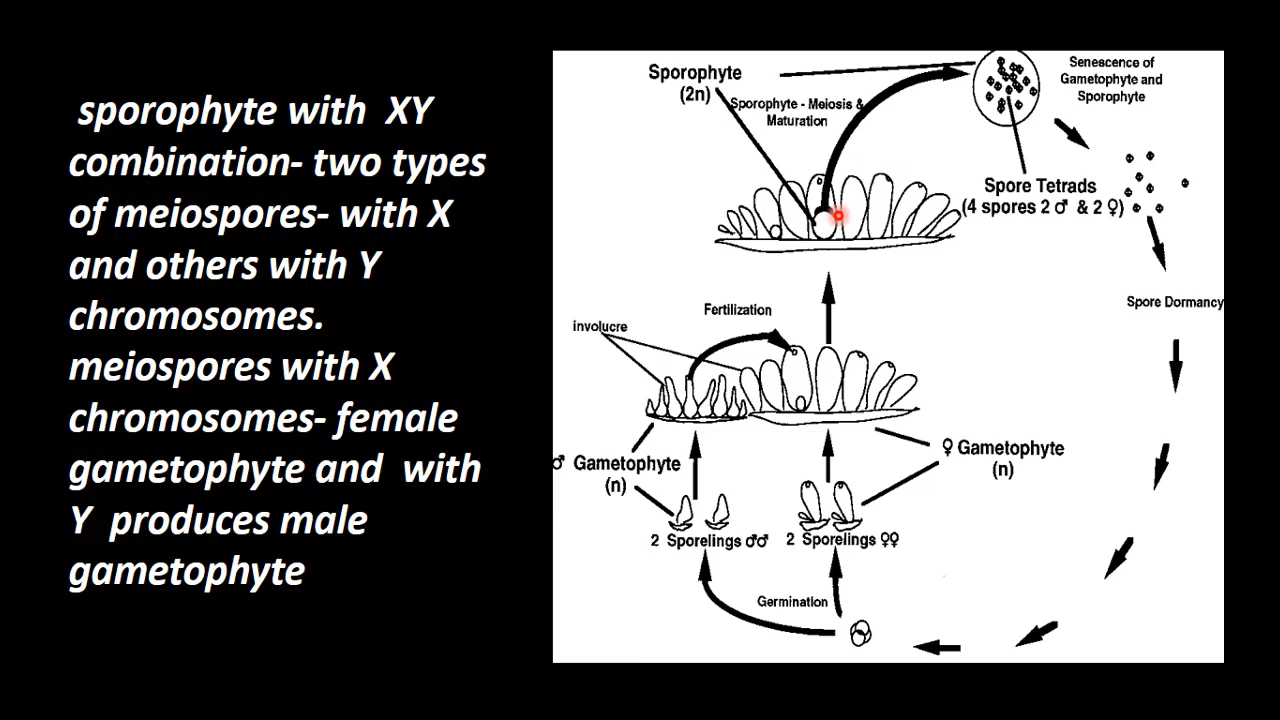 sporophyte with XY
combination- two types
of meiospores- with X
and others with Y
chromosomes.
meiospores with X
chromosomes- female
gametophyte and with
Y produces male
gametophyte
Sporophyte
(2n)
Sporophyte - Meiosis &
Maturation
Senescence of
Gametophyte and
Sporophyte
Spore Tetrads
(4 spores 2 ♂ & 2 ♀)
Spore Dormancy
Fertilization
involucre
♂ Gametophyte
(n)
♀ Gametophyte
(n)
2 Sporelings ♂♂
2 Sporelings ♀♀
Germination